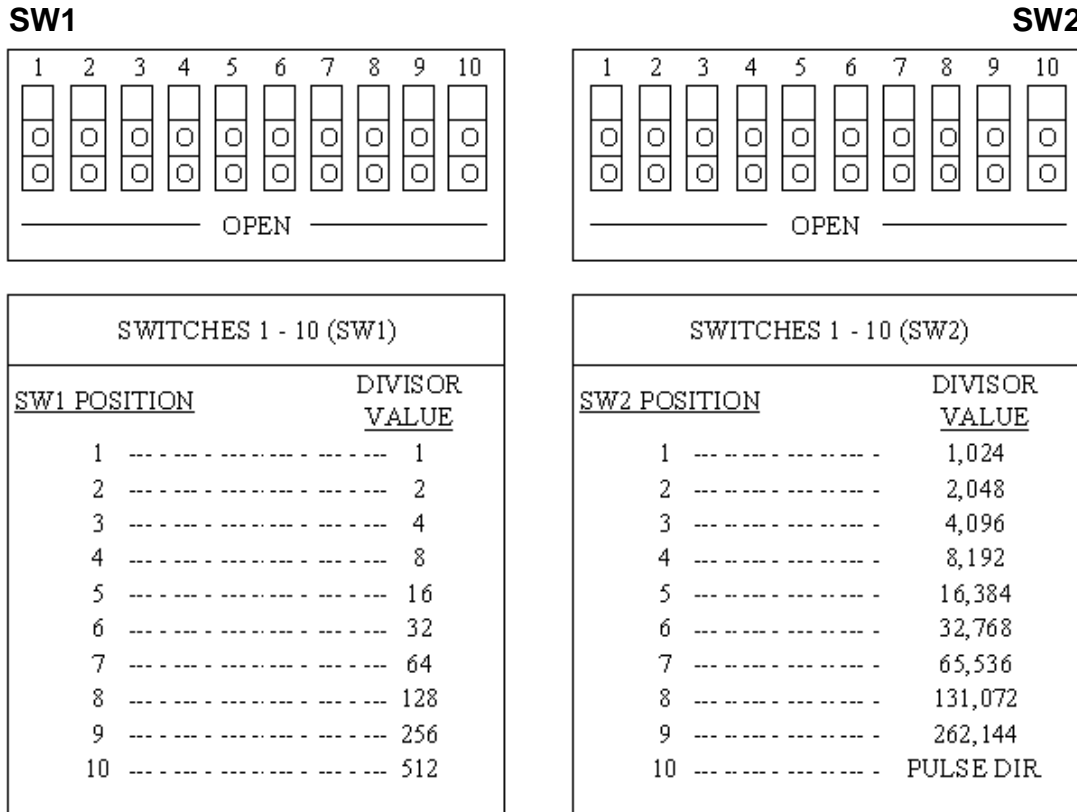 SW1
SW2
1 2 3 4 5 6 7 8 9 10
O O O O O O O O O O
O O O O O O O O O O
OPEN
1 2 3 4 5 6 7 8 9 10
O O O O O O O O O O
O O O O O O O O O O
OPEN
SWITCHES 1 - 10 (SW1)
SW1 POSITION
DIVISOR
VALUE
1 1
2 2
3 4
4 8
5 16
6 32
7 64
8 128
9 256
10 512
SWITCHES 1 - 10 (SW2)
SW2 POSITION
DIVISOR
VALUE
1 1,024
2 2,048
3 4,096
4 8,192
5 16,384
6 32,768
7 65,536
8 131,072
9 262,144
10 PULSE DIR.